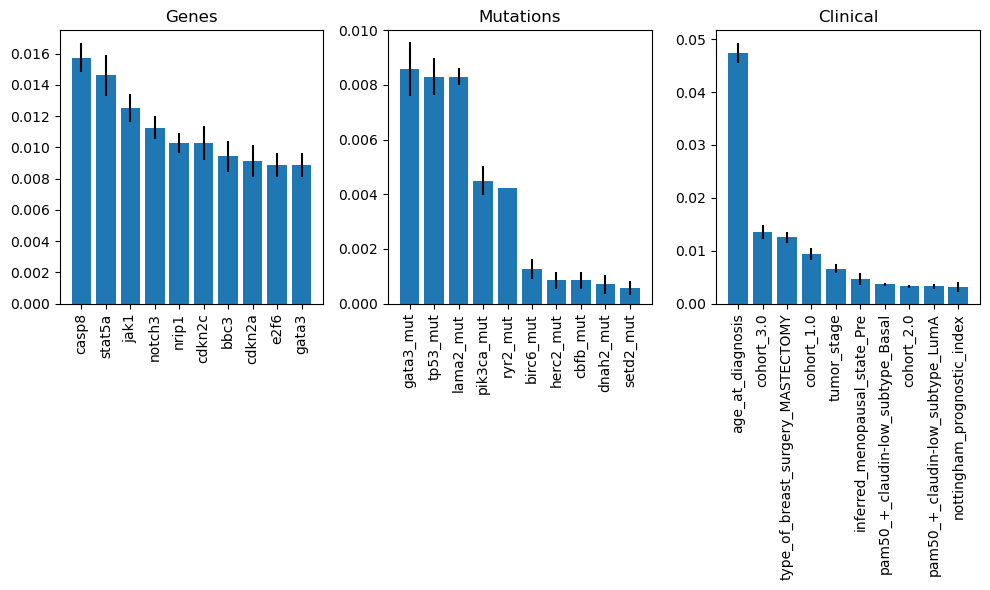 Genes
0.016
0.014
0.012
0.010
0.008
0.006
0.004
0.002
0.000
casp8
stat5a
jak1
notch3
nrip1
cdkn2c
bbc3
cdkn2a
e2f6
gata3
Mutations
0.010
0.008
0.006
0.004
0.002
0.000
gata3_mut
tp53_mut
lama2_mut
pik3ca_mut
ryr2_mut
birc6_mut
herc2_mut
cbfb_mut
dnah2_mut
setd2_mut
Clinical
0.05
0.04
0.03
0.02
0.01
0.00
age_at_diagnosis
cohort_3.0
type_of_breast_surgery_MASTECTOMY
cohort_1.0
tumor_stage
inferred_menopausal_state_Pre
pam50_+_claudin-low_subtype_Basal
cohort_2.0
pam50_+_claudin-low_subtype_LumA
nottingham_prognostic_index